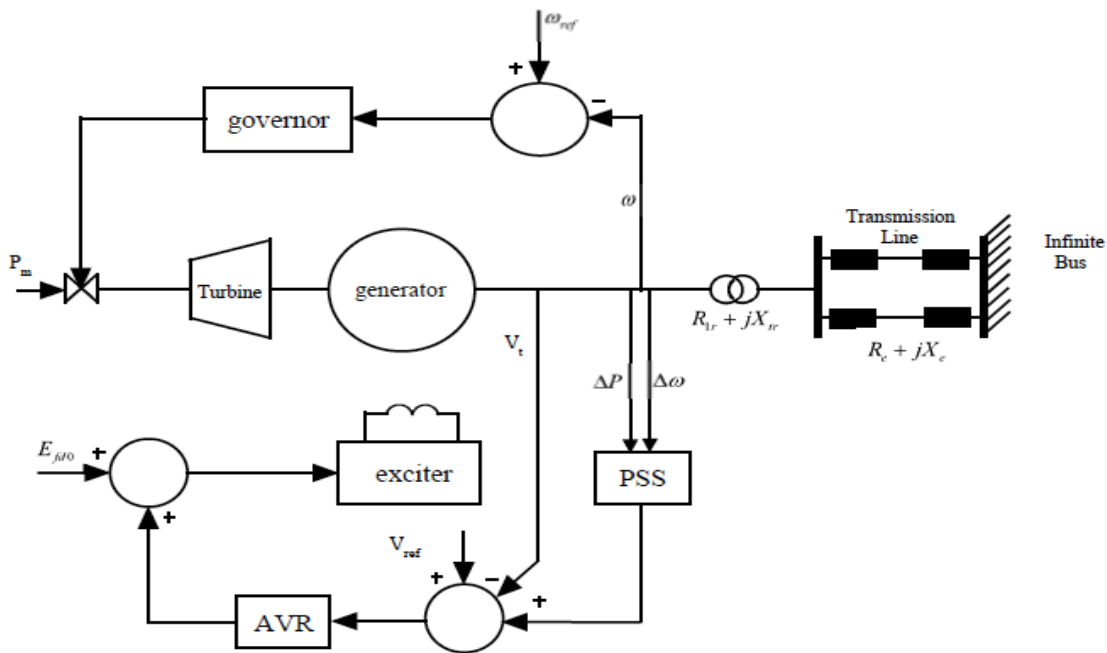 ω_ref
+
−
governor
ω
Transmission
Line
Infinite
Bus
P_m
Turbine
generator
R_1r + jX_tr
V_t
R_e + jX_e
ΔP
Δω
E_fd0
+
exciter
PSS
+
V_ref
+
−
+
AVR